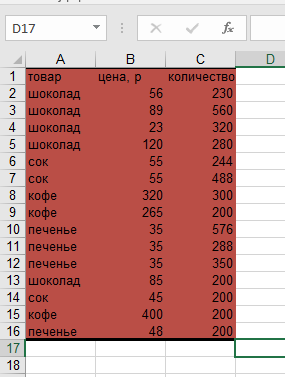 D17
A B C D
1 товар цена, р количество
2 шоколад 56 230
3 шоколад 89 560
4 шоколад 23 320
5 шоколад 120 280
6 сок 55 244
7 сок 55 488
8 кофе 320 300
9 кофе 265 200
10 печенье 35 576
11 печенье 35 288
12 печенье 35 350
13 шоколад 85 200
14 сок 45 200
15 кофе 400 200
16 печенье 48 200
17
18